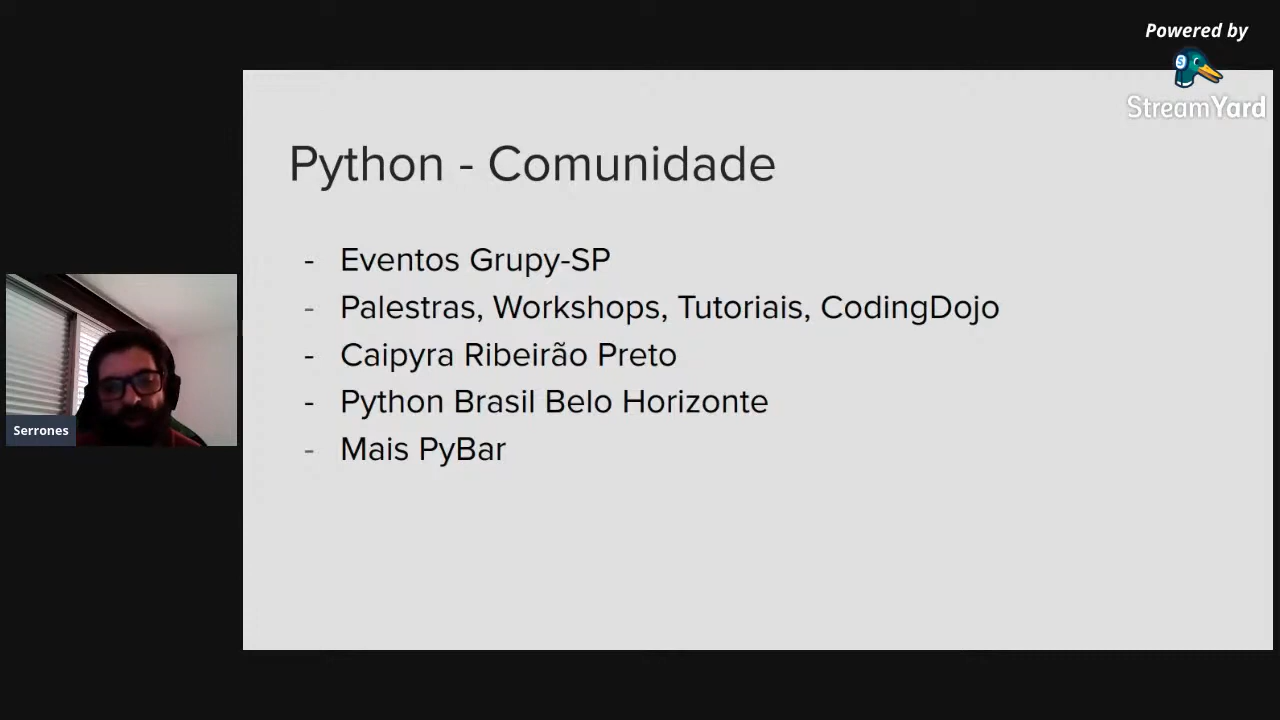 Powered by
StreamYard
Python - Comunidade
- Eventos Grupy-SP
- Palestras, Workshops, Tutoriais, CodingDojo
- Caipyra Ribeirão Preto
- Python Brasil Belo Horizonte
- Mais PyBar
Serrones